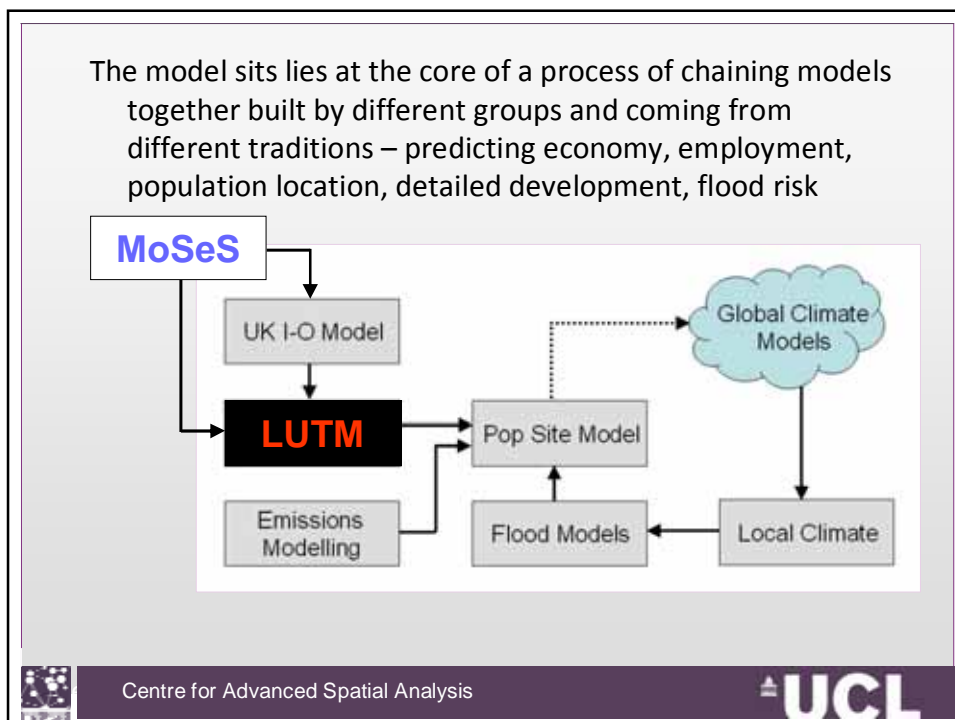 The model sits lies at the core of a process of chaining models
together built by different groups and coming from
different traditions – predicting economy, employment,
population location, detailed development, flood risk
MoSeS
UK I-O Model
Global Climate
Models
LUTM
Pop Site Model
Emissions
Modelling
Flood Models
Local Climate
Centre for Advanced Spatial Analysis
UCL